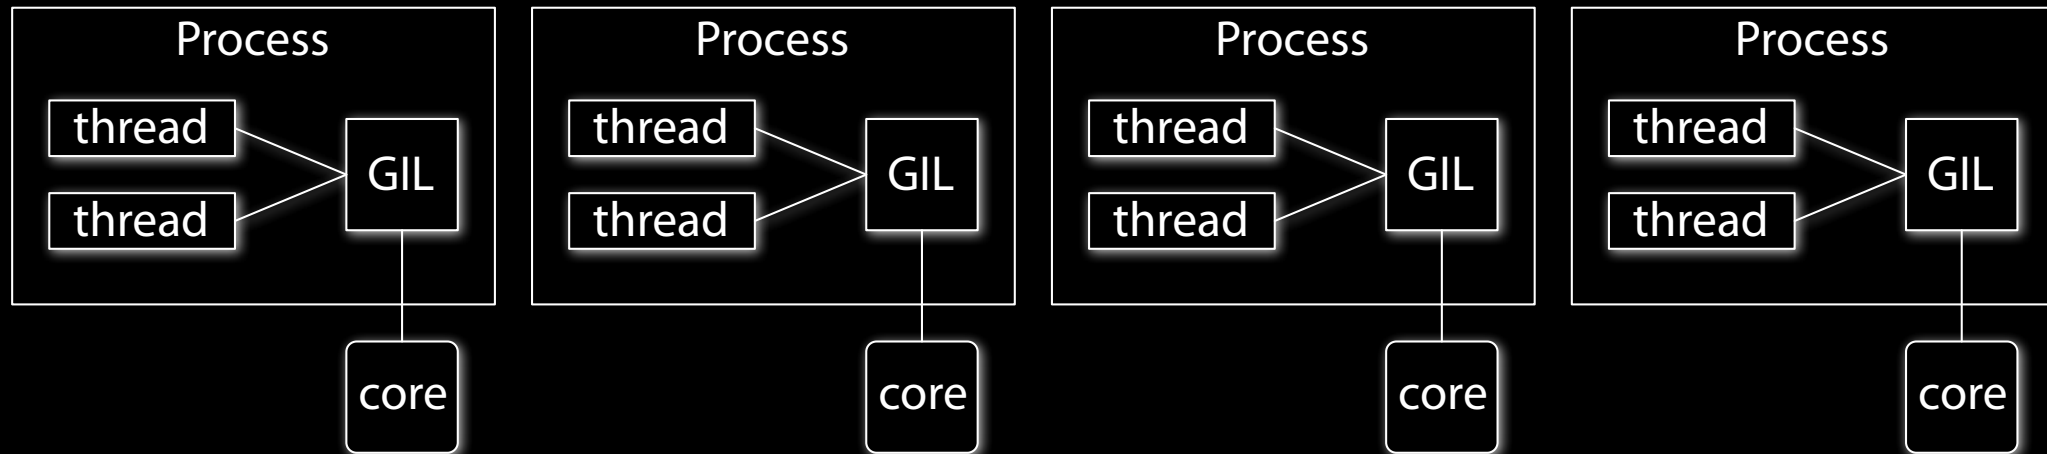 Process
thread
thread
GIL
core
Process
thread
thread
GIL
core
Process
thread
thread
GIL
core
Process
thread
thread
GIL
core